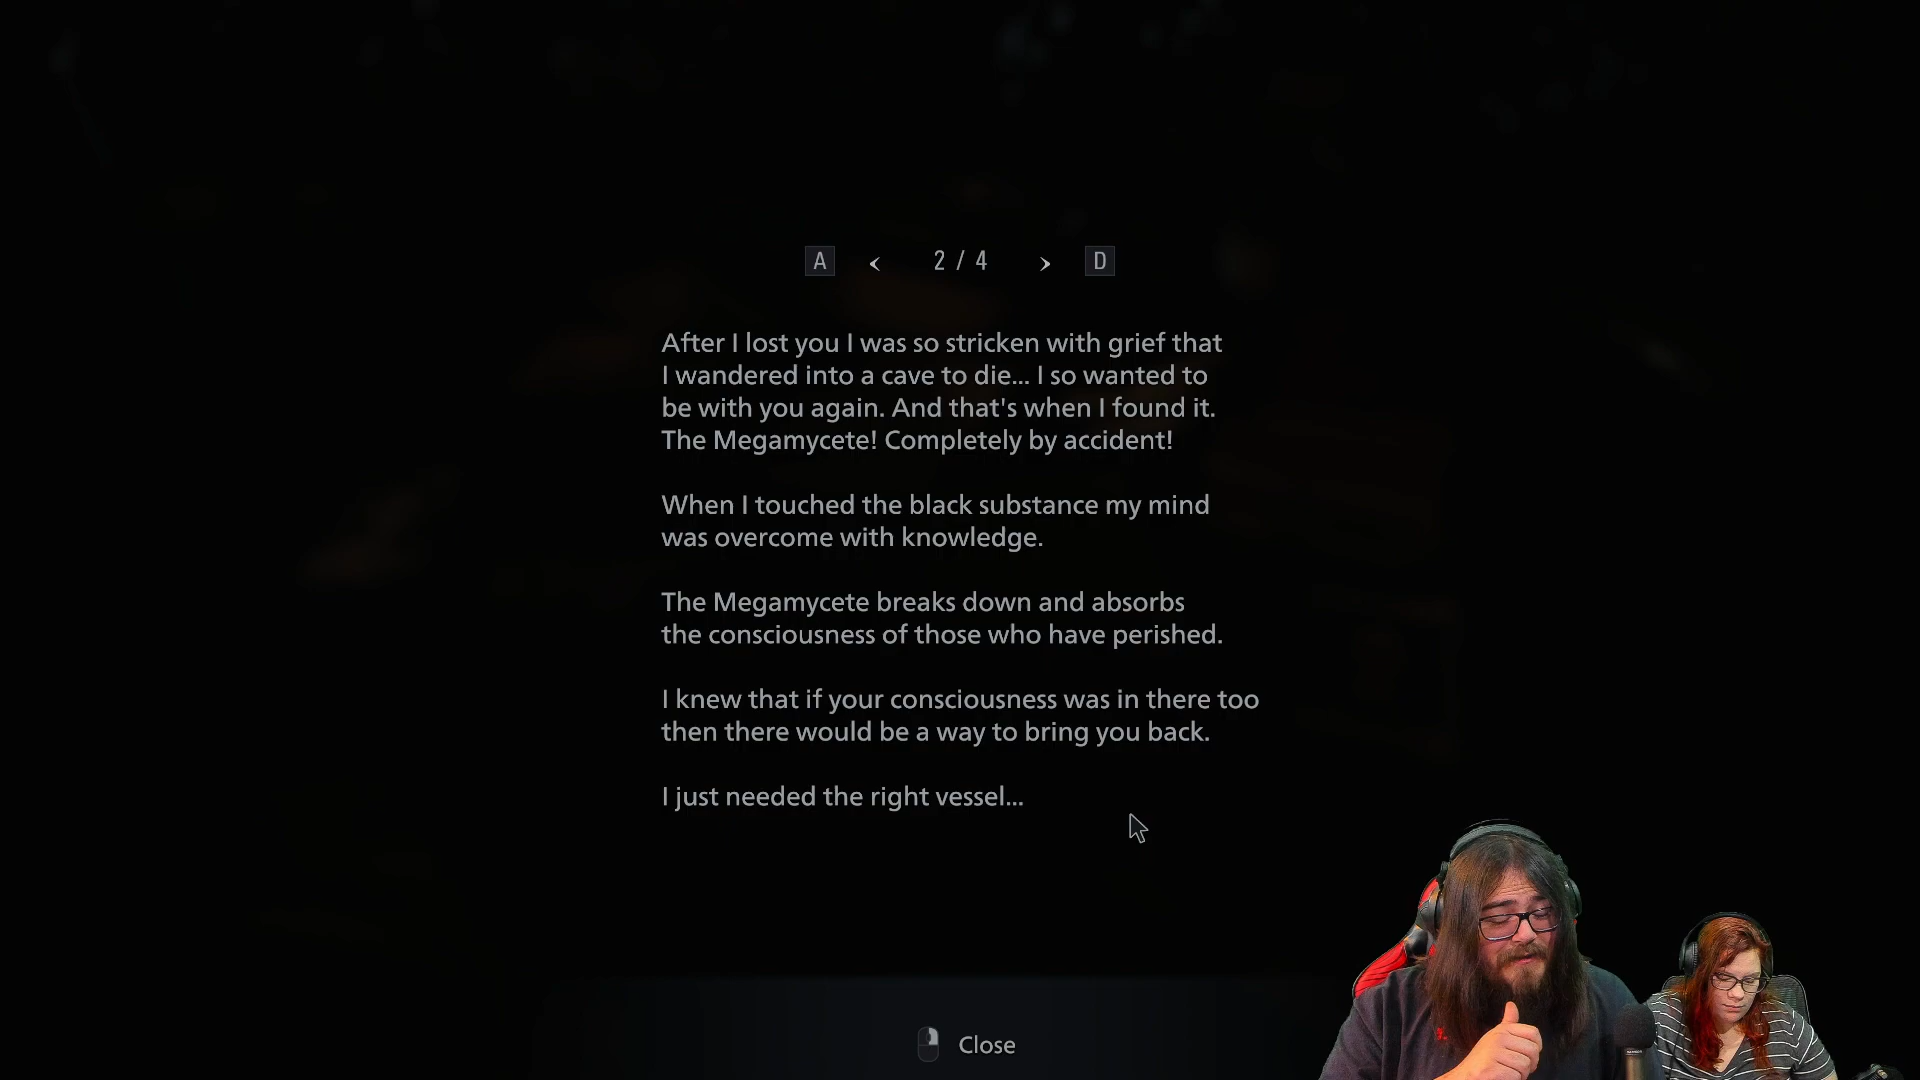 A < 2 / 4 > D
After I lost you I was so stricken with grief that
I wandered into a cave to die... I so wanted to
be with you again. And that's when I found it.
The Megamycete! Completely by accident!
When I touched the black substance my mind
was overcome with knowledge.
The Megamycete breaks down and absorbs
the consciousness of those who have perished.
I knew that if your consciousness was in there too
then there would be a way to bring you back.
I just needed the right vessel...
Close